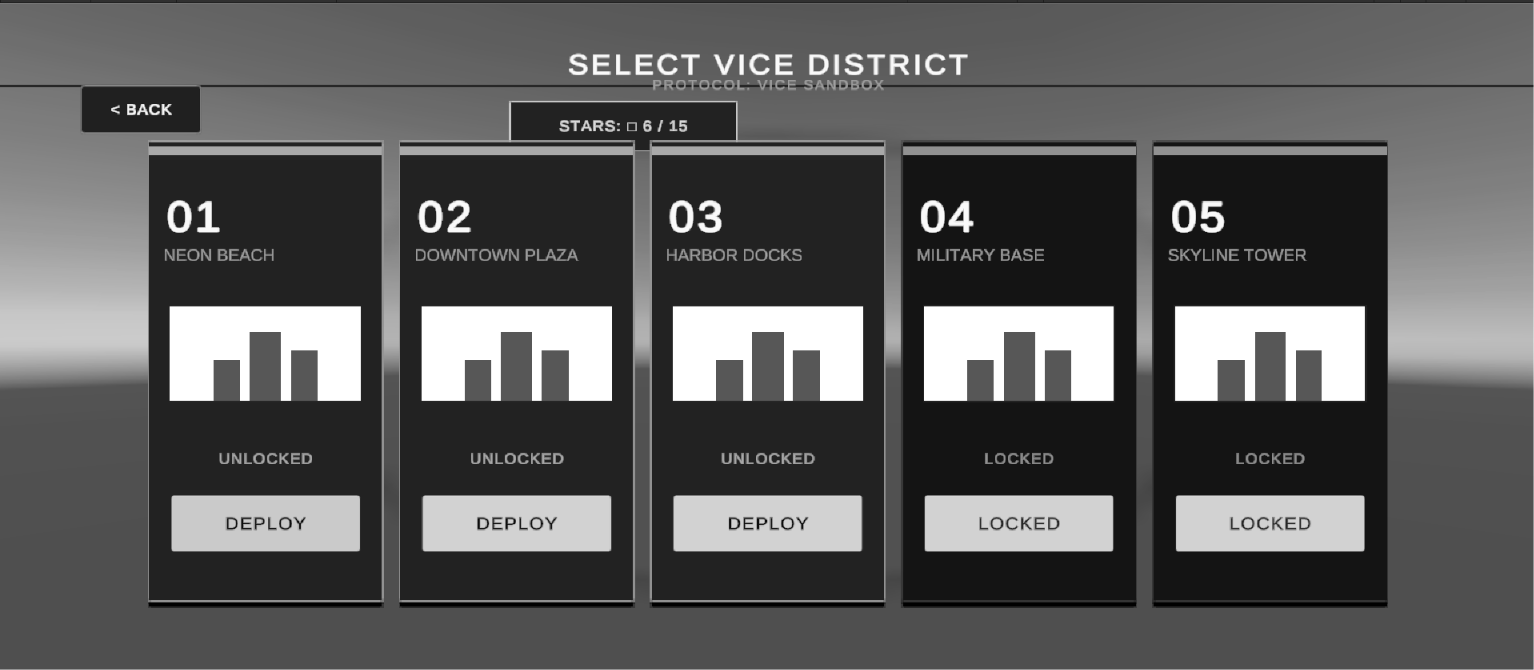 SELECT VICE DISTRICT
PROTOCOL: VICE SANDBOX
< BACK
STARS: □ 6 / 15
01
NEON BEACH
UNLOCKED
DEPLOY
02
DOWNTOWN PLAZA
UNLOCKED
DEPLOY
03
HARBOR DOCKS
UNLOCKED
DEPLOY
04
MILITARY BASE
LOCKED
LOCKED
05
SKYLINE TOWER
LOCKED
LOCKED